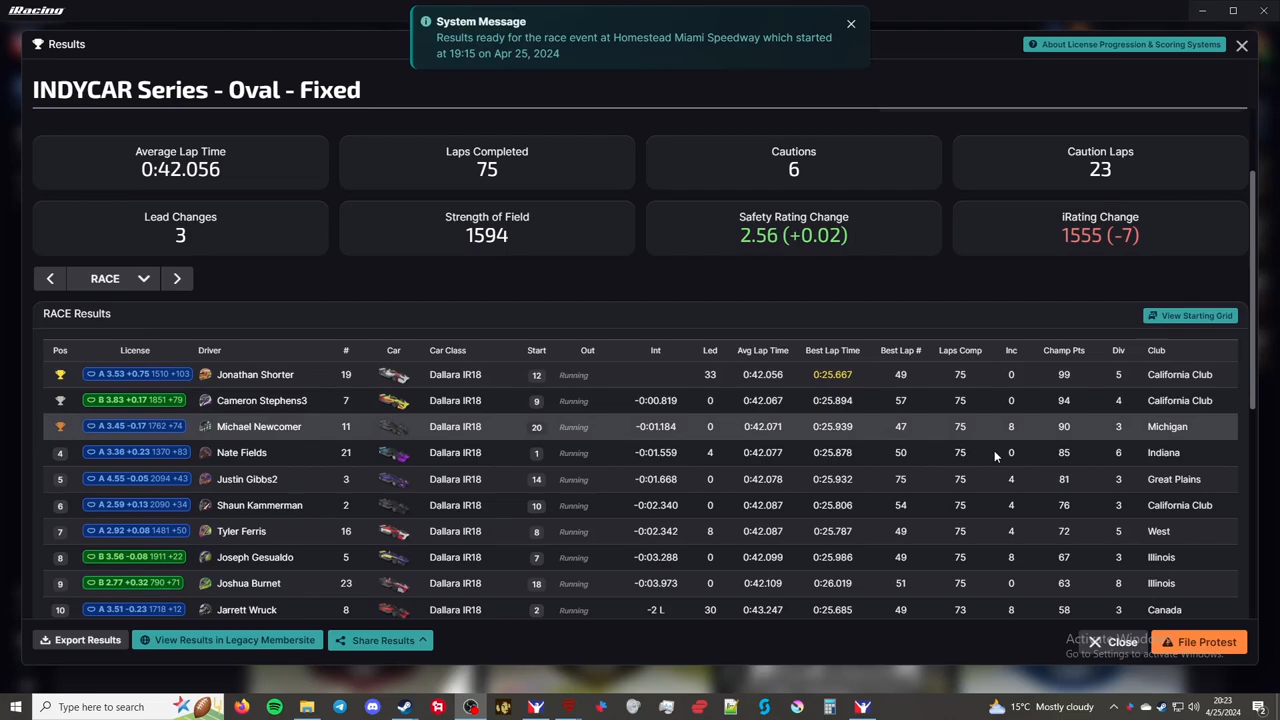 iRacing
System Message
Results ready for the race event at Homestead Miami Speedway which started
at 19:15 on Apr 25, 2024
Results
About License Progression & Scoring Systems
INDYCAR Series - Oval - Fixed
Average Lap Time Laps Completed Cautions Caution Laps
0:42.056 75 6 23
Lead Changes Strength of Field Safety Rating Change iRating Change
3 1594 2.56 (+0.02) 1555 (-7)
RACE
RACE Results
View Starting Grid
Pos License Driver # Car Car Class Start Out Int Led Avg Lap Time Best Lap Time Best Lap # Laps Comp Inc Champ Pts Div Club
A 3.53 +0.75 1510 +103 Jonathan Shorter 19 Dallara IR18 12 Running 33 0:42.056 0:25.667 49 75 0 99 5 California Club
B 3.83 +0.17 1851 +79 Cameron Stephens3 7 Dallara IR18 9 Running -0:00.819 0 0:42.067 0:25.894 57 75 0 94 4 California Club
A 3.45 -0.17 1762 +74 Michael Newcomer 11 Dallara IR18 20 Running -0:01.184 0 0:42.071 0:25.939 47 75 8 90 3 Michigan
4 A 3.36 +0.23 1370 +83 Nate Fields 21 Dallara IR18 1 Running -0:01.559 4 0:42.077 0:25.878 50 75 0 85 6 Indiana
5 A 4.55 -0.05 2094 +43 Justin Gibbs2 3 Dallara IR18 14 Running -0:01.668 0 0:42.078 0:25.932 75 75 4 81 3 Great Plains
6 A 2.59 +0.13 2090 +34 Shaun Kammerman 2 Dallara IR18 10 Running -0:02.340 0 0:42.087 0:25.806 54 75 4 76 3 California Club
7 A 2.92 +0.08 1481 +50 Tyler Ferris 16 Dallara IR18 8 Running -0:02.342 8 0:42.087 0:25.787 49 75 4 72 5 West
8 B 3.56 -0.08 1911 +22 Joseph Gesualdo 5 Dallara IR18 7 Running -0:03.288 0 0:42.099 0:25.986 49 75 8 67 3 Illinois
9 B 2.77 +0.32 790 +71 Joshua Burnet 23 Dallara IR18 18 Running -0:03.973 0 0:42.109 0:26.019 51 75 0 63 8 Illinois
10 A 3.51 -0.23 1718 +12 Jarrett Wruck 8 Dallara IR18 2 Running -2 L 30 0:43.247 0:25.685 49 73 8 58 3 Canada
Export Results View Results in Legacy Membersite Share Results Close File Protest
Go to Settings to activate Windows.
Type here to search
15°C Mostly cloudy
20:23
4/25/2024